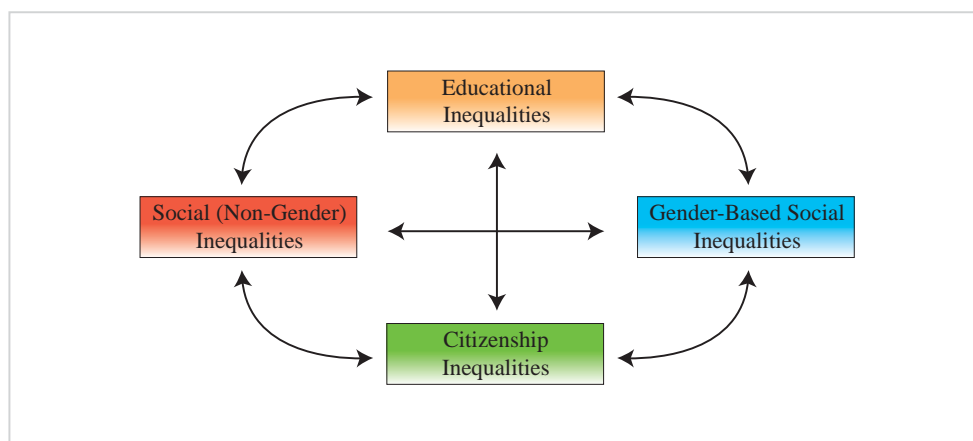 Educational
Inequalities
Social (Non-Gender)
Inequalities
Gender-Based Social
Inequalities
Citizenship
Inequalities